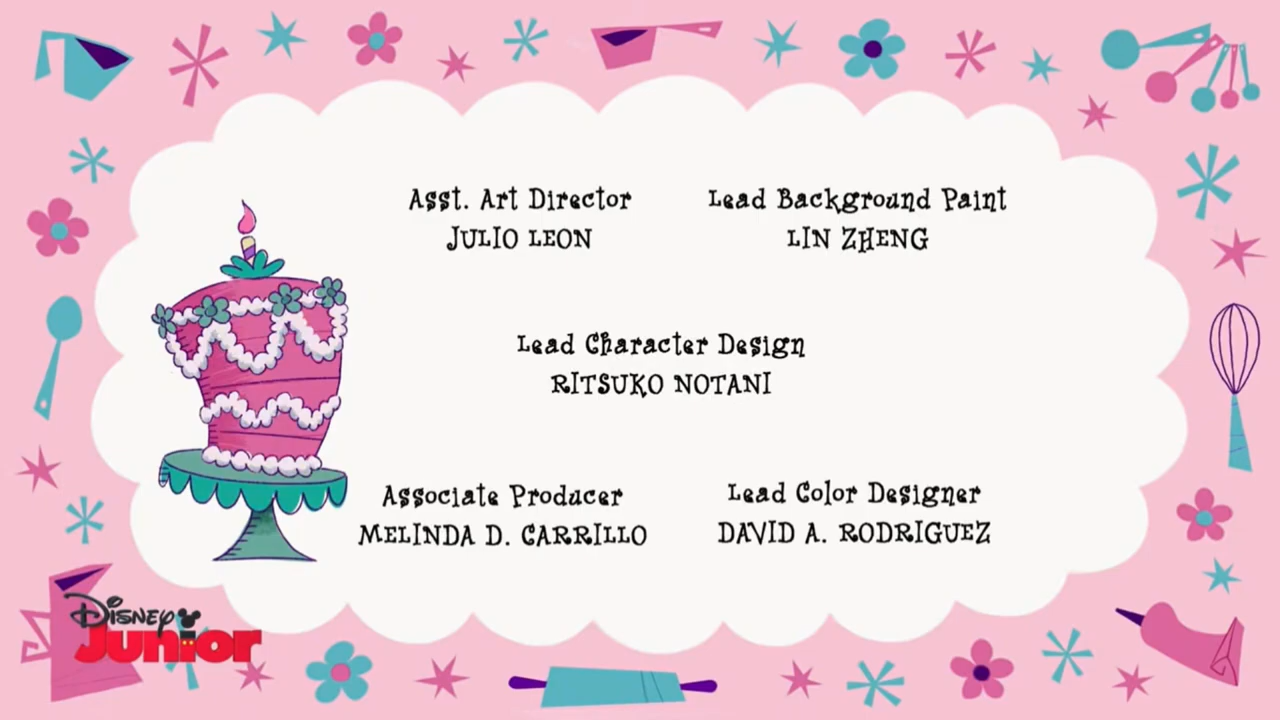 Asst. Art Director
JULIO LEON
Lead Background Paint
LIN ZHENG
Lead Character Design
RITSUKO NOTANI
Associate Producer
MELINDA D. CARRILLO
Lead Color Designer
DAVID A. RODRIGUEZ
Disney
Junior